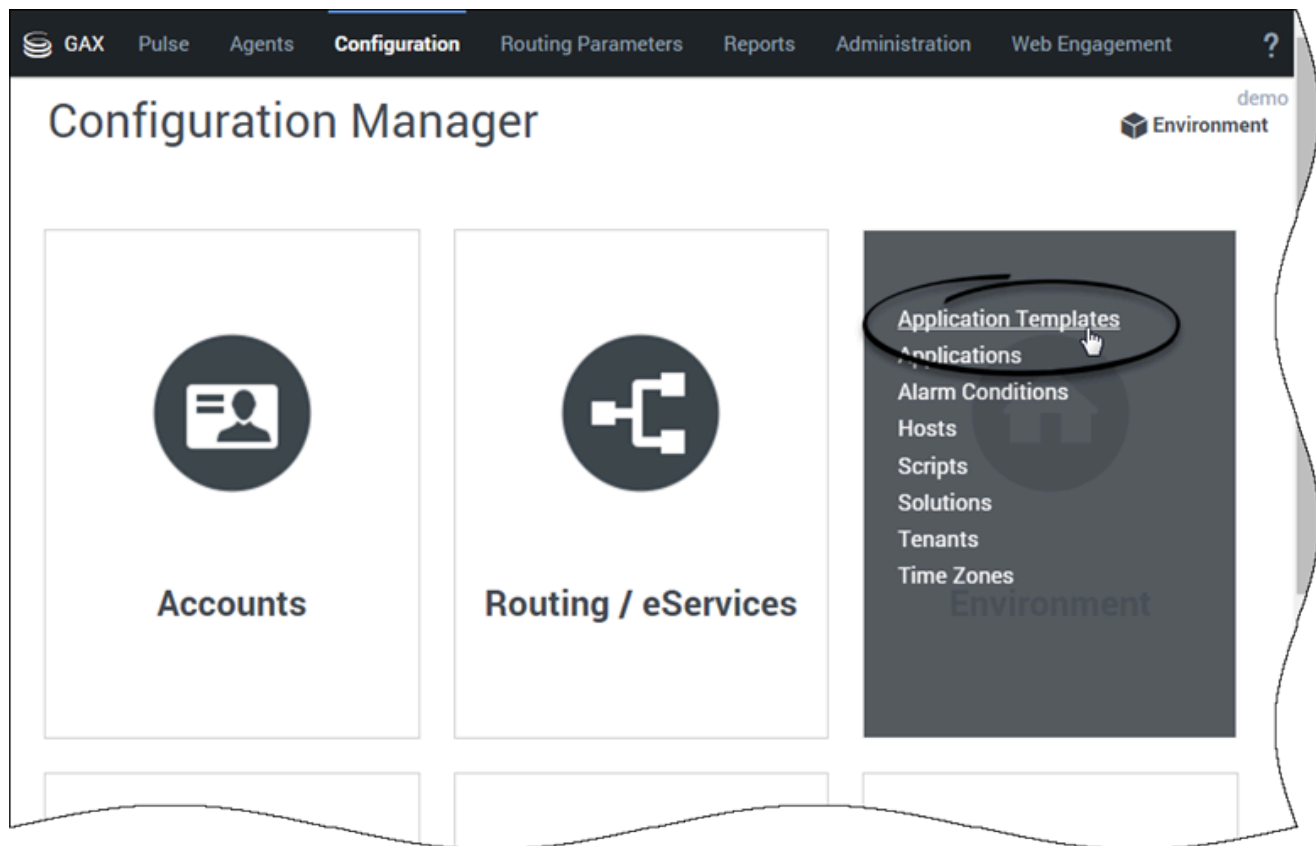 GAX Pulse Agents Configuration Routing Parameters Reports Administration Web Engagement ?
demo
Configuration Manager
Environment
Application Templates
Applications
Alarm Conditions
Hosts
Scripts
Solutions
Tenants
Time Zones
Accounts
Routing / eServices
Environment